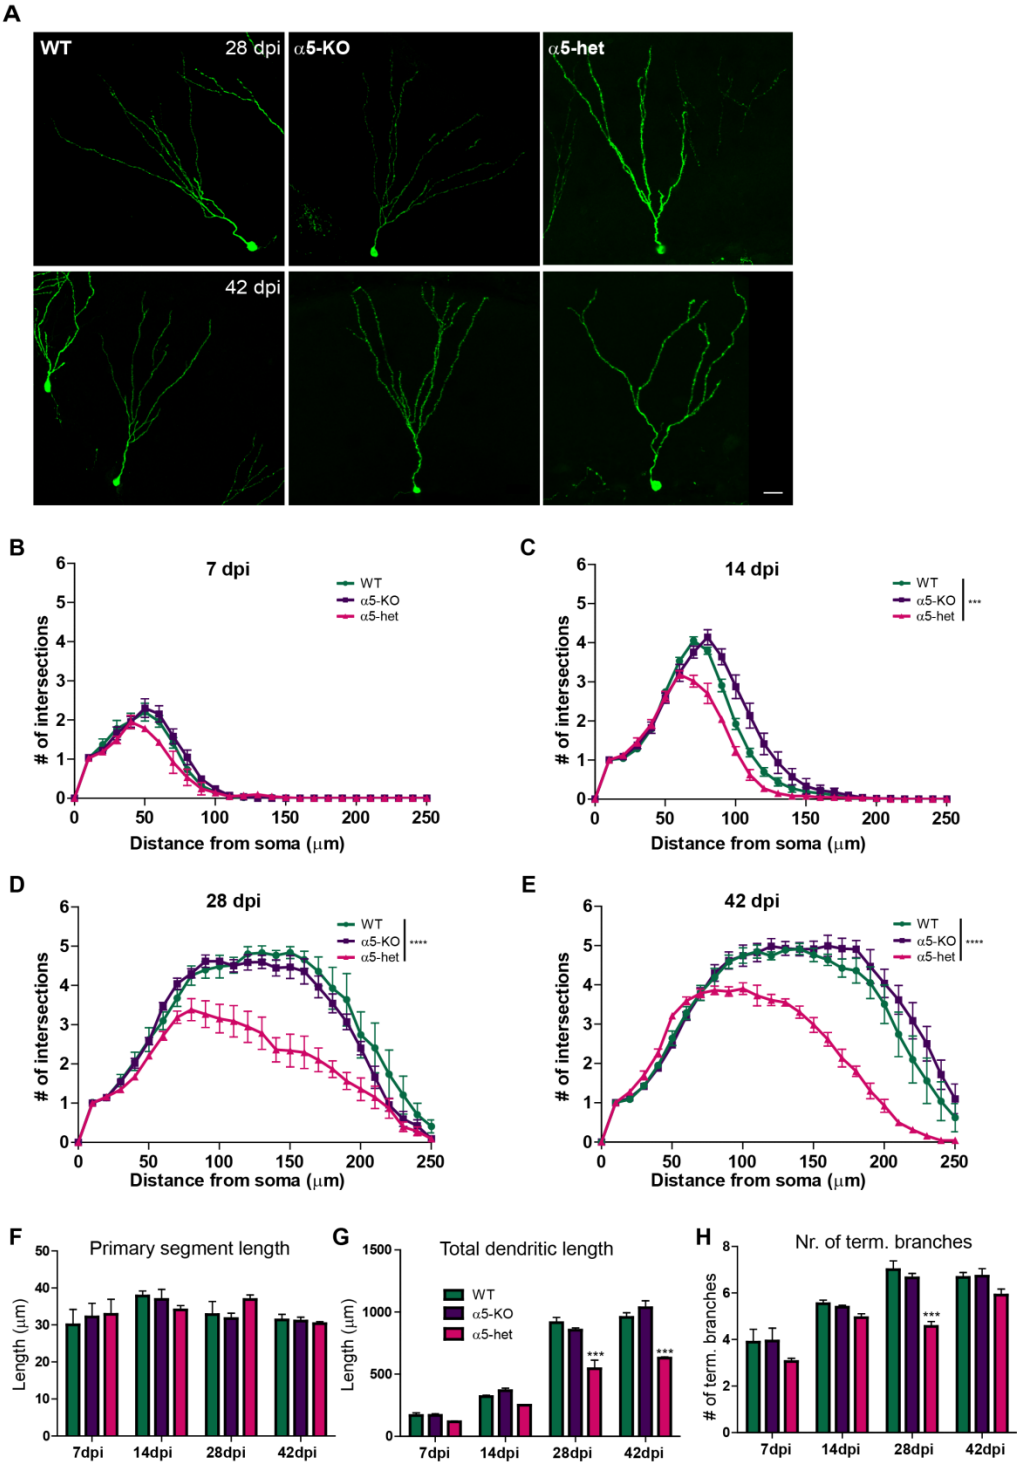 A
WT 28 dpi α5-KO α5-het
42 dpi
B
7 dpi
# of intersections
6
5
4
3
2
1
0
0 50 100 150 200 250
Distance from soma (μm)
WT
α5-KO
α5-het
C
14 dpi
# of intersections
6
5
4
3
2
1
0
0 50 100 150 200 250
Distance from soma (μm)
WT
α5-KO ***
α5-het
D
28 dpi
# of intersections
6
5
4
3
2
1
0
0 50 100 150 200 250
Distance from soma (μm)
WT
α5-KO ****
α5-het
E
42 dpi
# of intersections
6
5
4
3
2
1
0
0 50 100 150 200 250
Distance from soma (μm)
WT
α5-KO ****
α5-het
F
Primary segment length
Length (μm)
50
40
30
20
10
0
7dpi 14dpi 28dpi 42dpi
G
Total dendritic length
Length (μm)
1500
1000
500
0
WT
α5-KO
α5-het
*** ***
7dpi 14dpi 28dpi 42dpi
H
Nr. of term. branches
# of term. branches
8
6
4
2
0
***
7dpi 14dpi 28dpi 42dpi